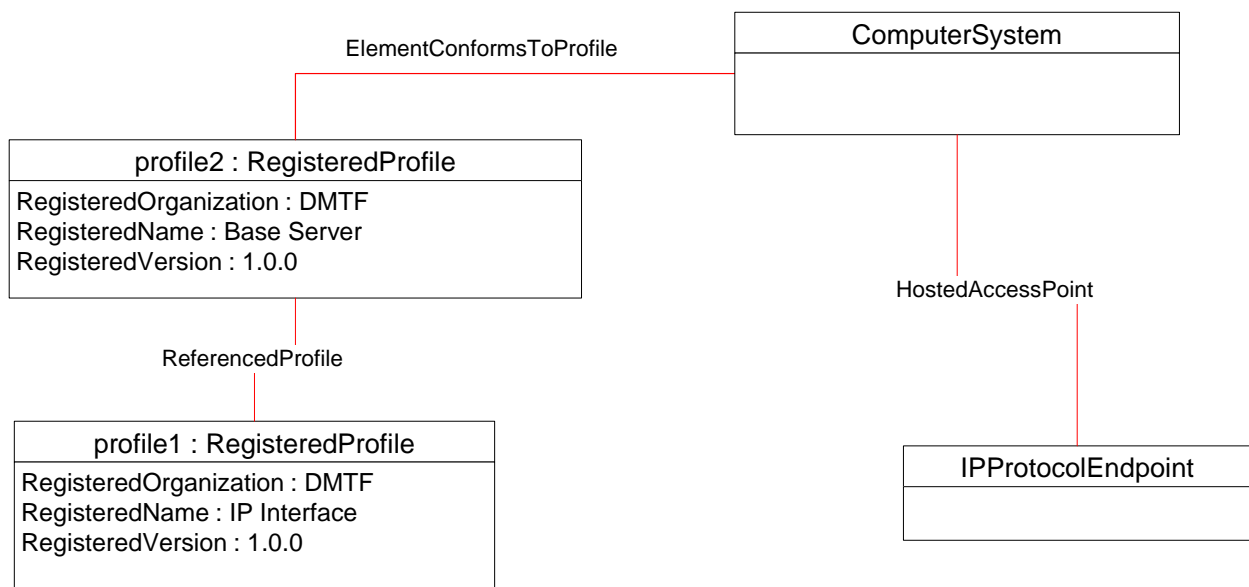 ComputerSystem
ElementConformsToProfile
profile2 : RegisteredProfile
RegisteredOrganization : DMTF
RegisteredName : Base Server
RegisteredVersion : 1.0.0
HostedAccessPoint
ReferencedProfile
profile1 : RegisteredProfile
RegisteredOrganization : DMTF
RegisteredName : IP Interface
RegisteredVersion : 1.0.0
IPProtocolEndpoint